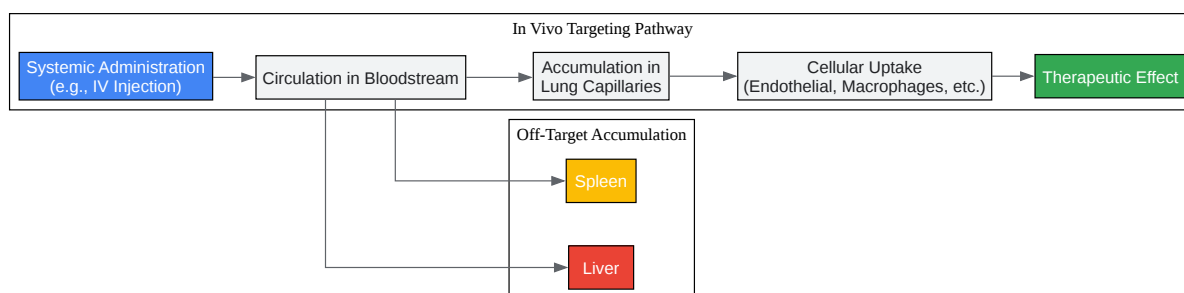 In Vivo Targeting Pathway
Systemic Administration
(e.g., IV Injection)
Circulation in Bloodstream
Accumulation in
Lung Capillaries
Cellular Uptake
(Endothelial, Macrophages, etc.)
Therapeutic Effect
Off-Target Accumulation
Spleen
Liver